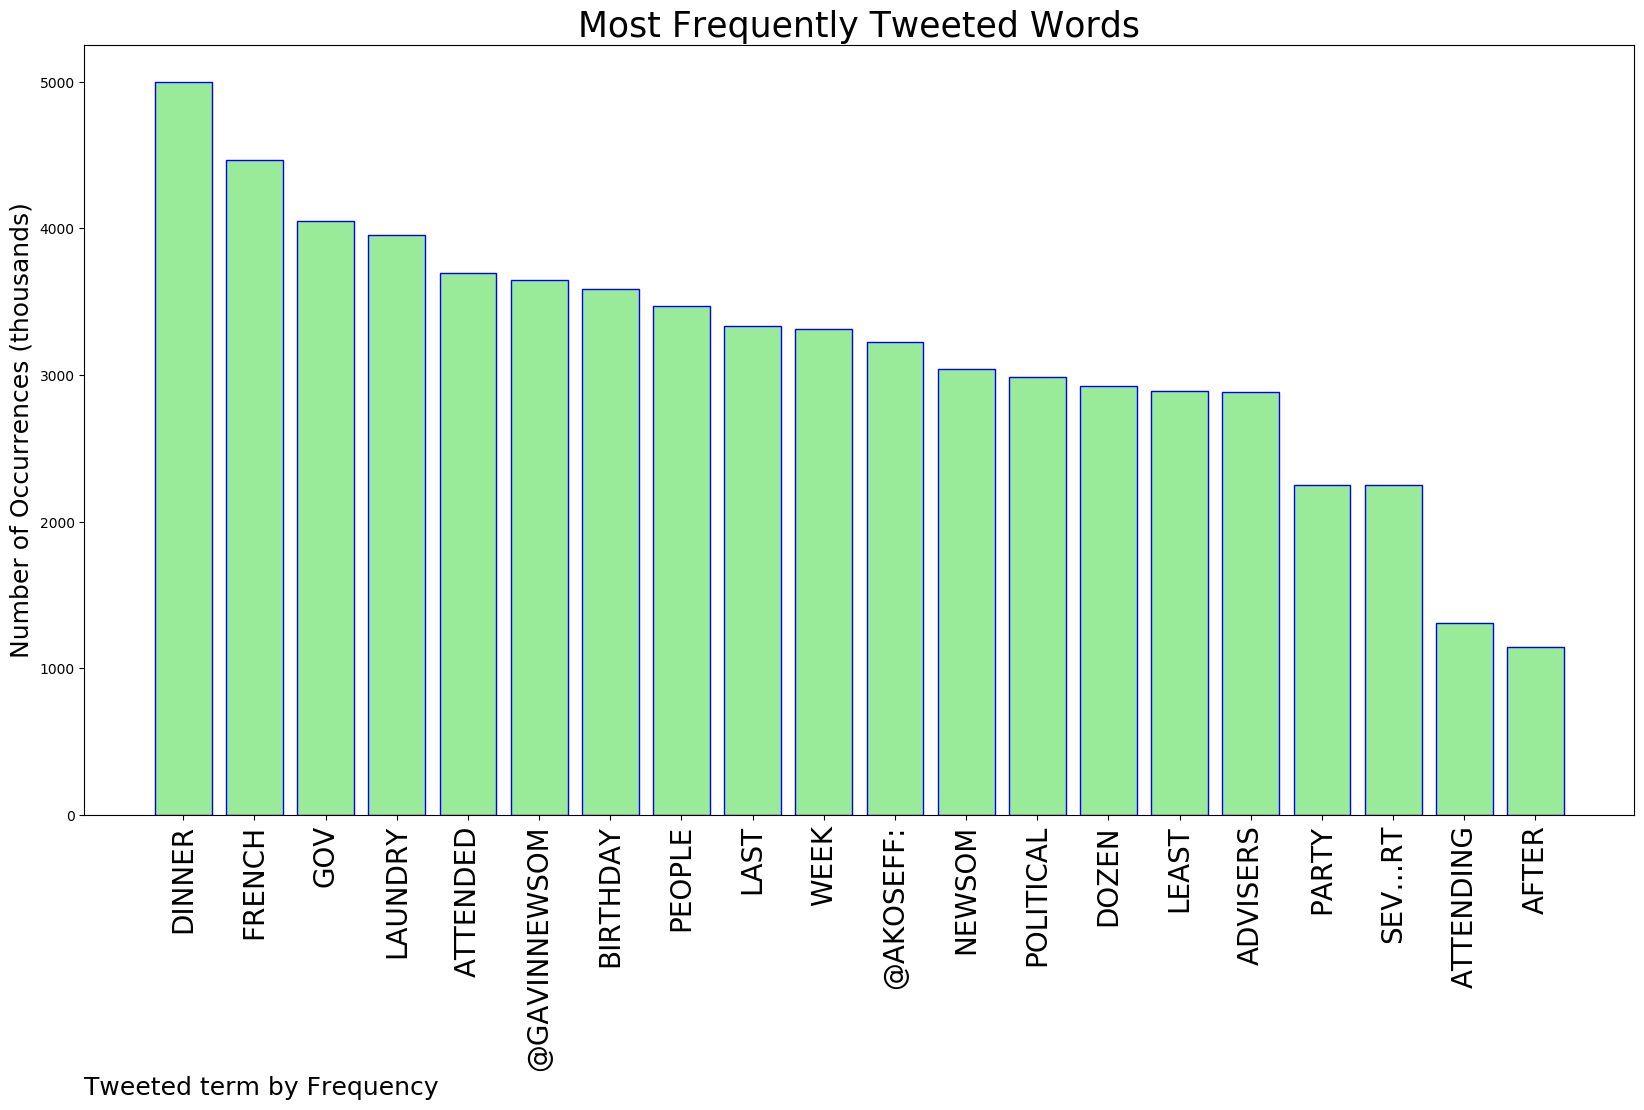 Most Frequently Tweeted Words
Number of Occurrences (thousands)
5000
4000
3000
2000
1000
0
DINNER
FRENCH
GOV
LAUNDRY
ATTENDED
@GAVINNEWSOM
BIRTHDAY
PEOPLE
LAST
WEEK
@AKOSEFF:
NEWSOM
POLITICAL
DOZEN
LEAST
ADVISERS
PARTY
SEV…RT
ATTENDING
AFTER
Tweeted term by Frequency